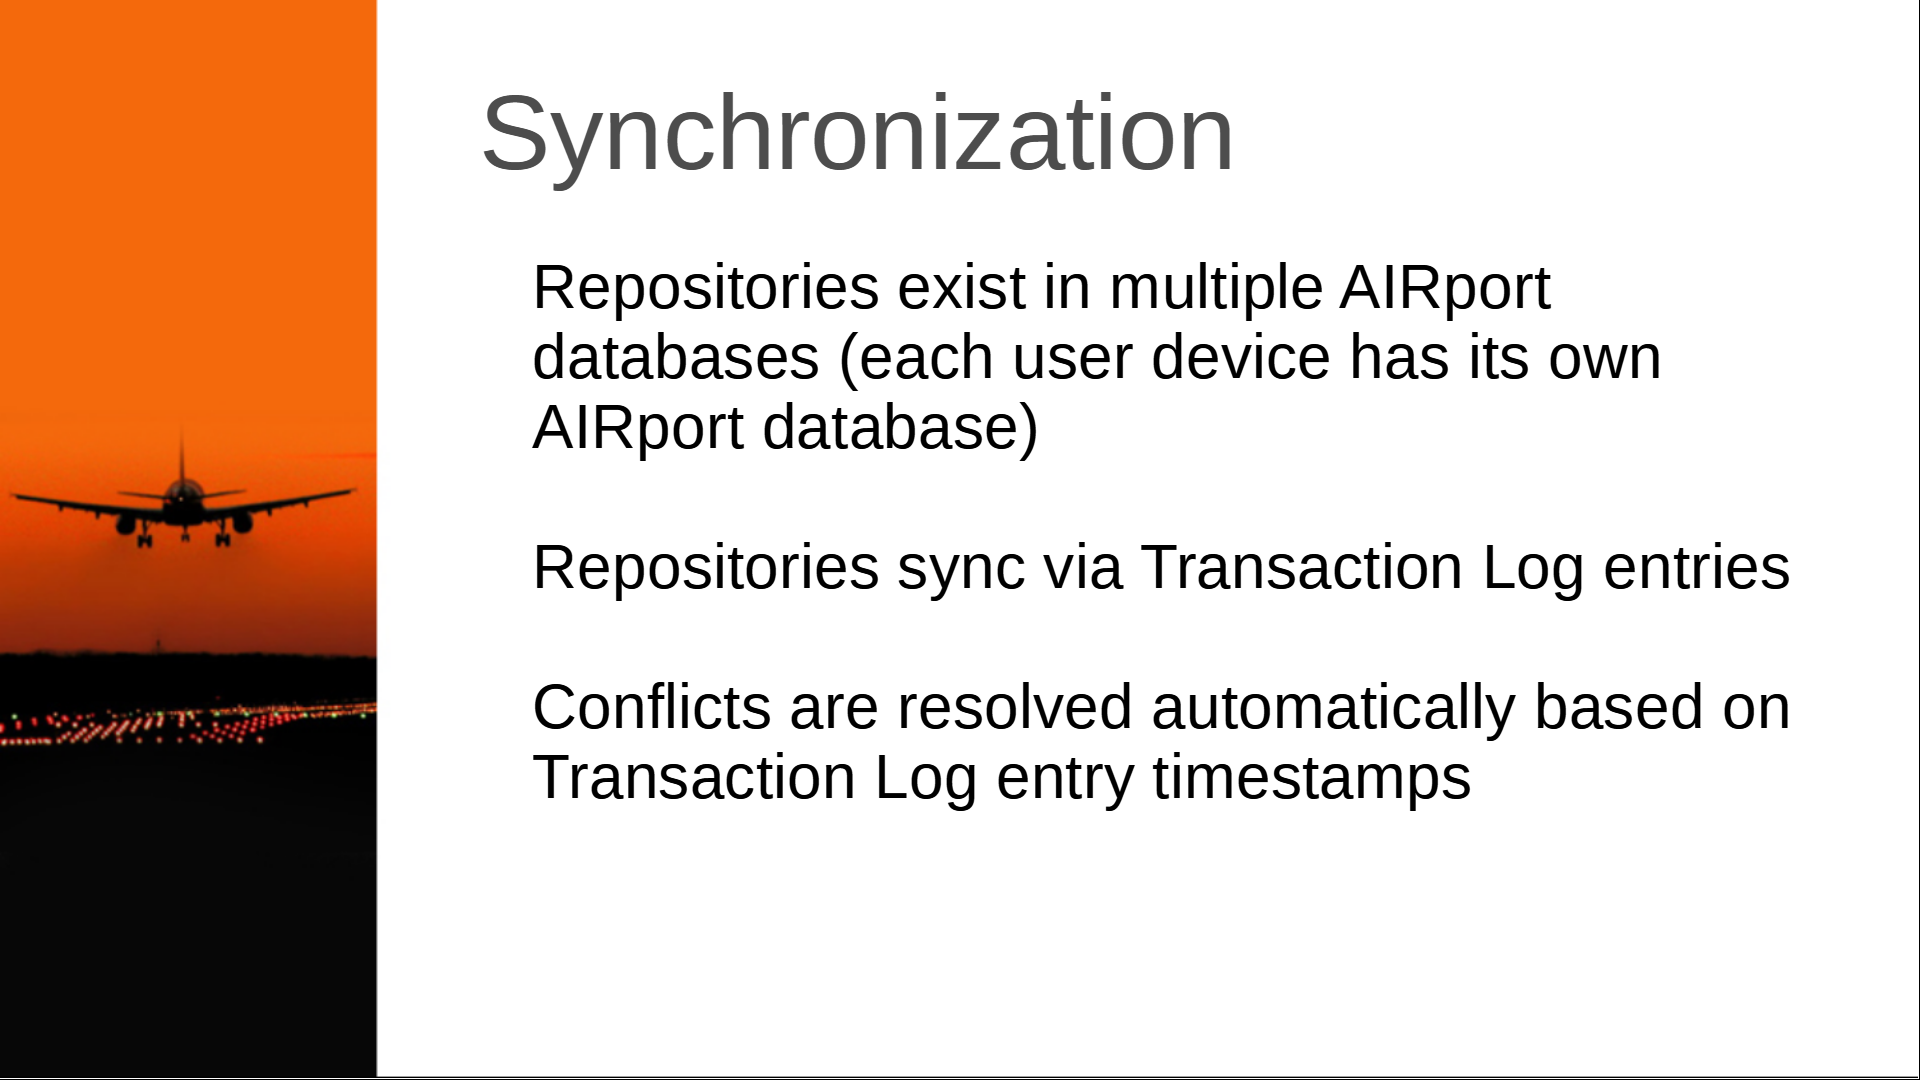 Synchronization
Repositories exist in multiple AIRport
databases (each user device has its own
AIRport database)
Repositories sync via Transaction Log entries
Conflicts are resolved automatically based on
Transaction Log entry timestamps